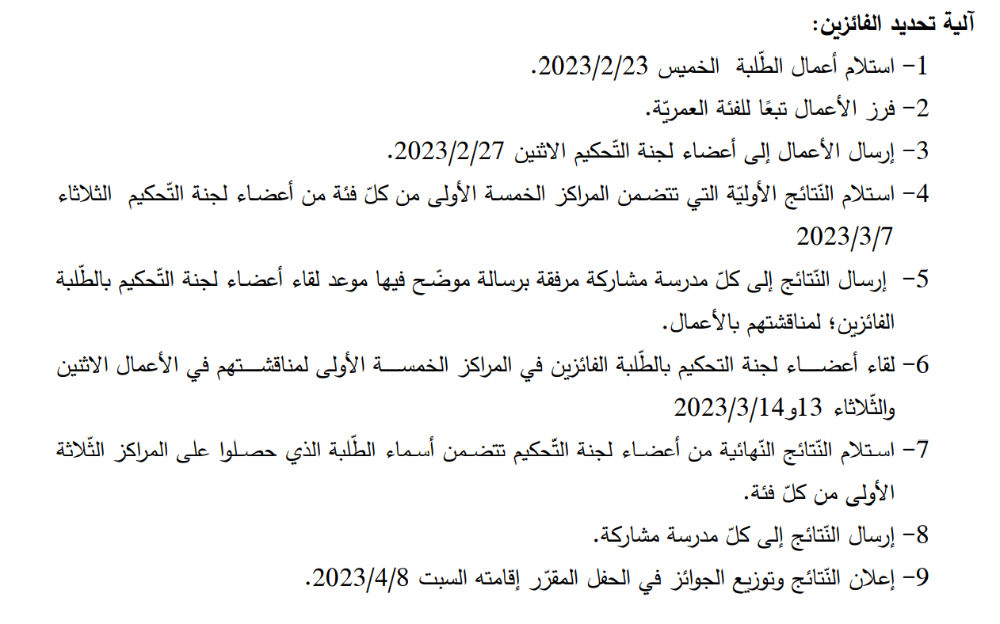 آلية تحديد الفائزين:
1- استلام أعمال الطّلبة الخميس 2023/2/23.
2- فرز الأعمال تبعًا للفئة العمريّة.
3- إرسال الأعمال إلى أعضاء لجنة التّحكيم الاثنين 2023/2/27.
4- استلام النّتائج الأوليّة التي تتضمن المراكز الخمسة الأولى من كلّ فئة من أعضاء لجنة التّحكيم الثلاثاء
2023/3/7
5- إرسال النّتائج إلى كلّ مدرسة مشاركة مرفقة برسالة موضّح فيها موعد لقاء أعضاء لجنة التّحكيم بالطّلبة
الفائزين؛ لمناقشتهم بالأعمال.
6- لقاء أعضاء لجنة التحكيم بالطّلبة الفائزين في المراكز الخمسة الأولى لمناقشتهم في الأعمال الاثنين
والثّلاثاء 13و2023/3/14
7- استلام النّتائج النّهائية من أعضاء لجنة التّحكيم تتضمن أسماء الطّلبة الذي حصلوا على المراكز الثّلاثة
الأولى من كلّ فئة.
8- إرسال النّتائج إلى كلّ مدرسة مشاركة.
9- إعلان النّتائج وتوزيع الجوائز في الحفل المقرّر إقامته السبت 2023/4/8.